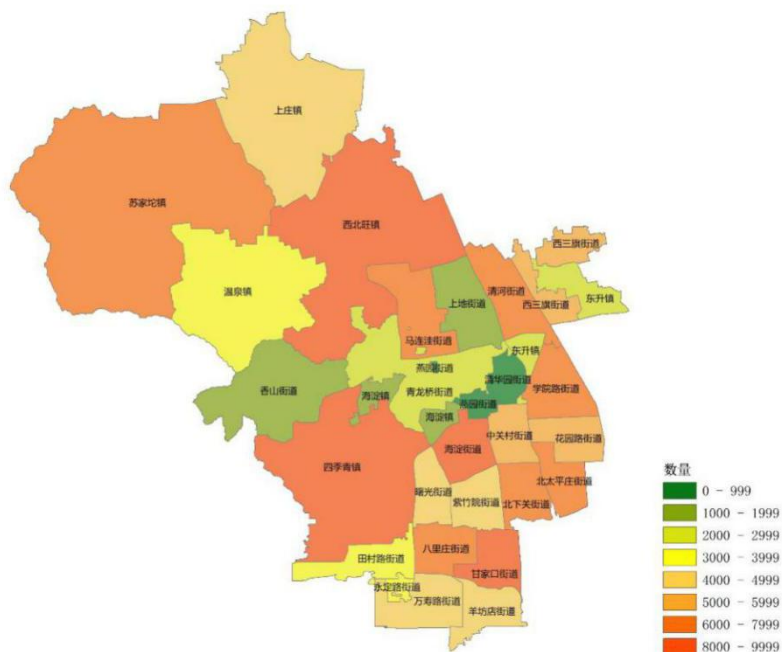 上庄镇
苏家坨镇
西北旺镇
西三旗街道
温泉镇
清河街道
上地街道
西三旗街道
东升镇
马连洼街道
东升镇
燕园街道
清华园街道
青龙桥街道
学院路街道
香山街道
海淀镇
燕园街道
海淀镇
中关村街道
花园路街道
海淀街道
四季青镇
北太平庄街道
曙光街道
紫竹院街道
北下关街道
八里庄街道
田村路街道
甘家口街道
永定路街道
万寿路街道
羊坊店街道
数量
0 - 999
1000 - 1999
2000 - 2999
3000 - 3999
4000 - 4999
5000 - 5999
6000 - 7999
8000 - 9999